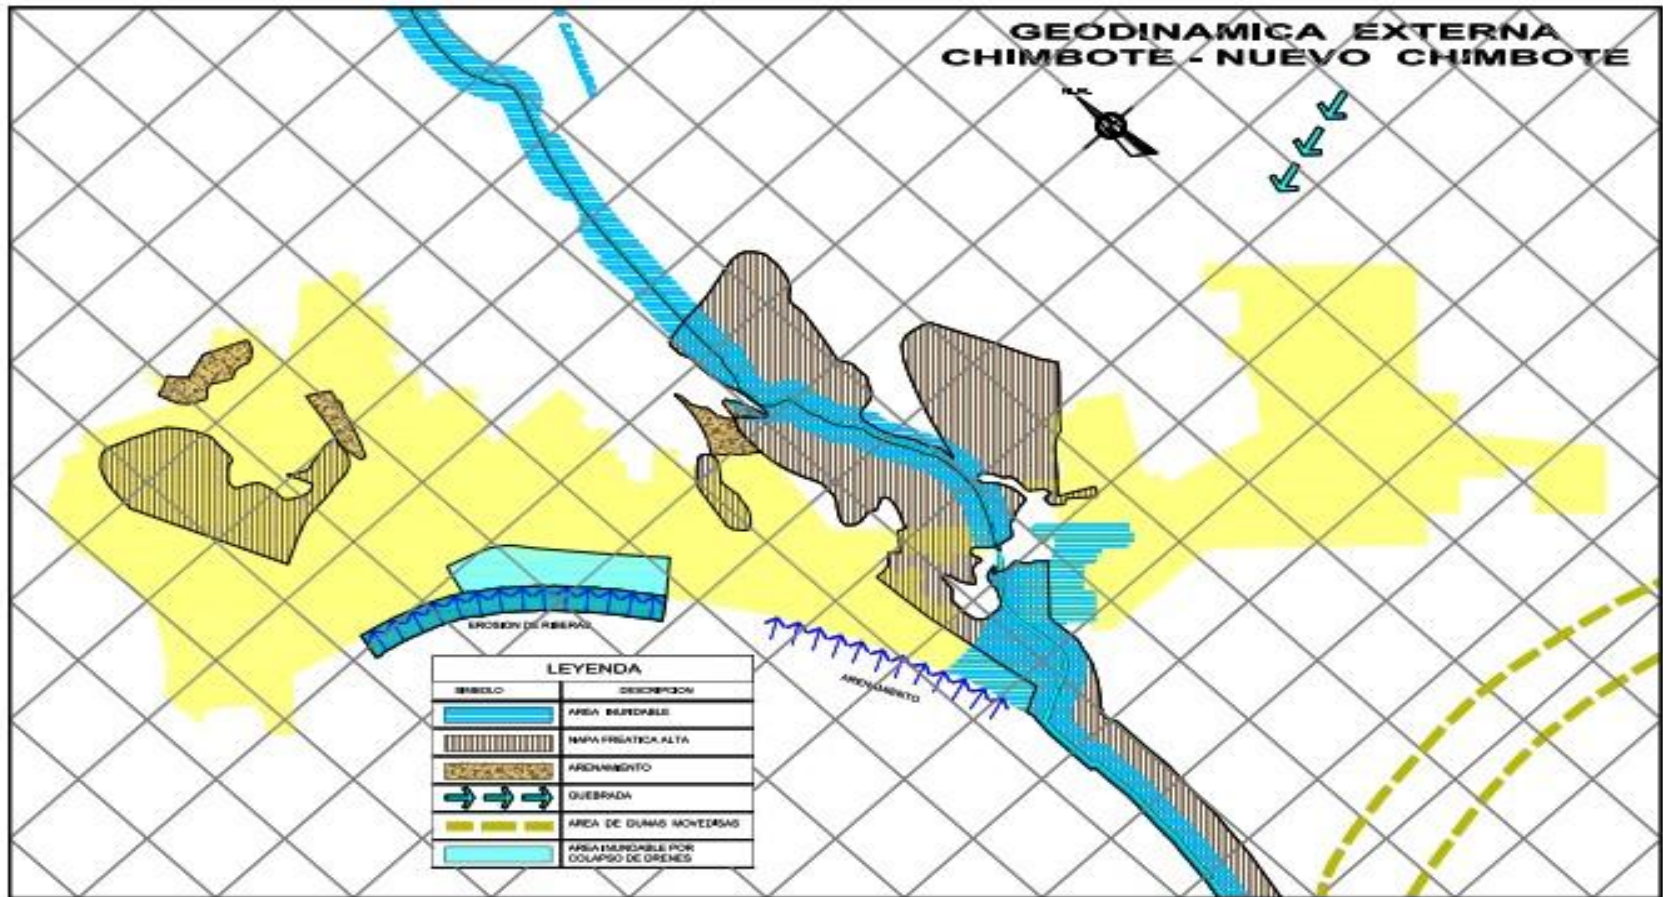 GEODINAMICA EXTERNA
CHIMBOTE - NUEVO CHIMBOTE
EROSION DE RIBERAS
ARENAMIENTO
LEYENDA
SIMBOLO DESCRIPCION
AREA INUNDABLE
NAPA FREATICA ALTA
ARENAMIENTO
QUEBRADA
AREA DE DUNAS MOVEDISAS
AREA INUNDABLE POR
COLAPSO DE DRENES